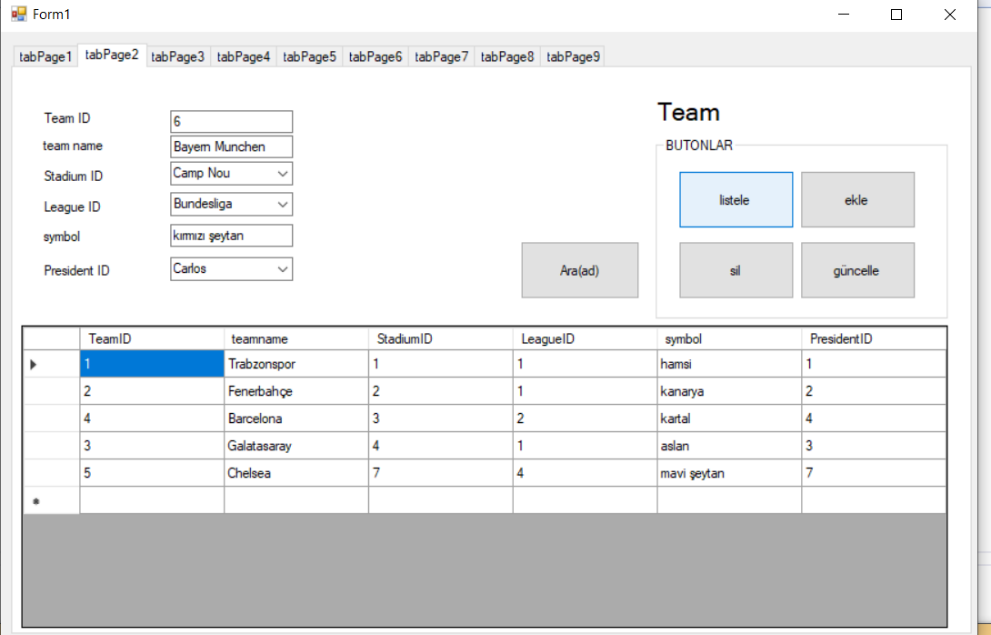 Form1
tabPage1 tabPage2 tabPage3 tabPage4 tabPage5 tabPage6 tabPage7 tabPage8 tabPage9
Team ID 6
team name Bayern Munchen
Stadium ID Camp Nou
League ID Bundesliga
symbol kırmızı şeytan
President ID Carlos
Ara(ad)
Team
BUTONLAR
listele ekle
sil güncelle
TeamID teamname StadiumID LeagueID symbol PresidentID
1 Trabzonspor 1 1 hamsi 1
2 Fenerbahçe 2 1 kanarya 2
4 Barcelona 3 2 kartal 4
3 Galatasaray 4 1 aslan 3
5 Chelsea 7 4 mavi şeytan 7